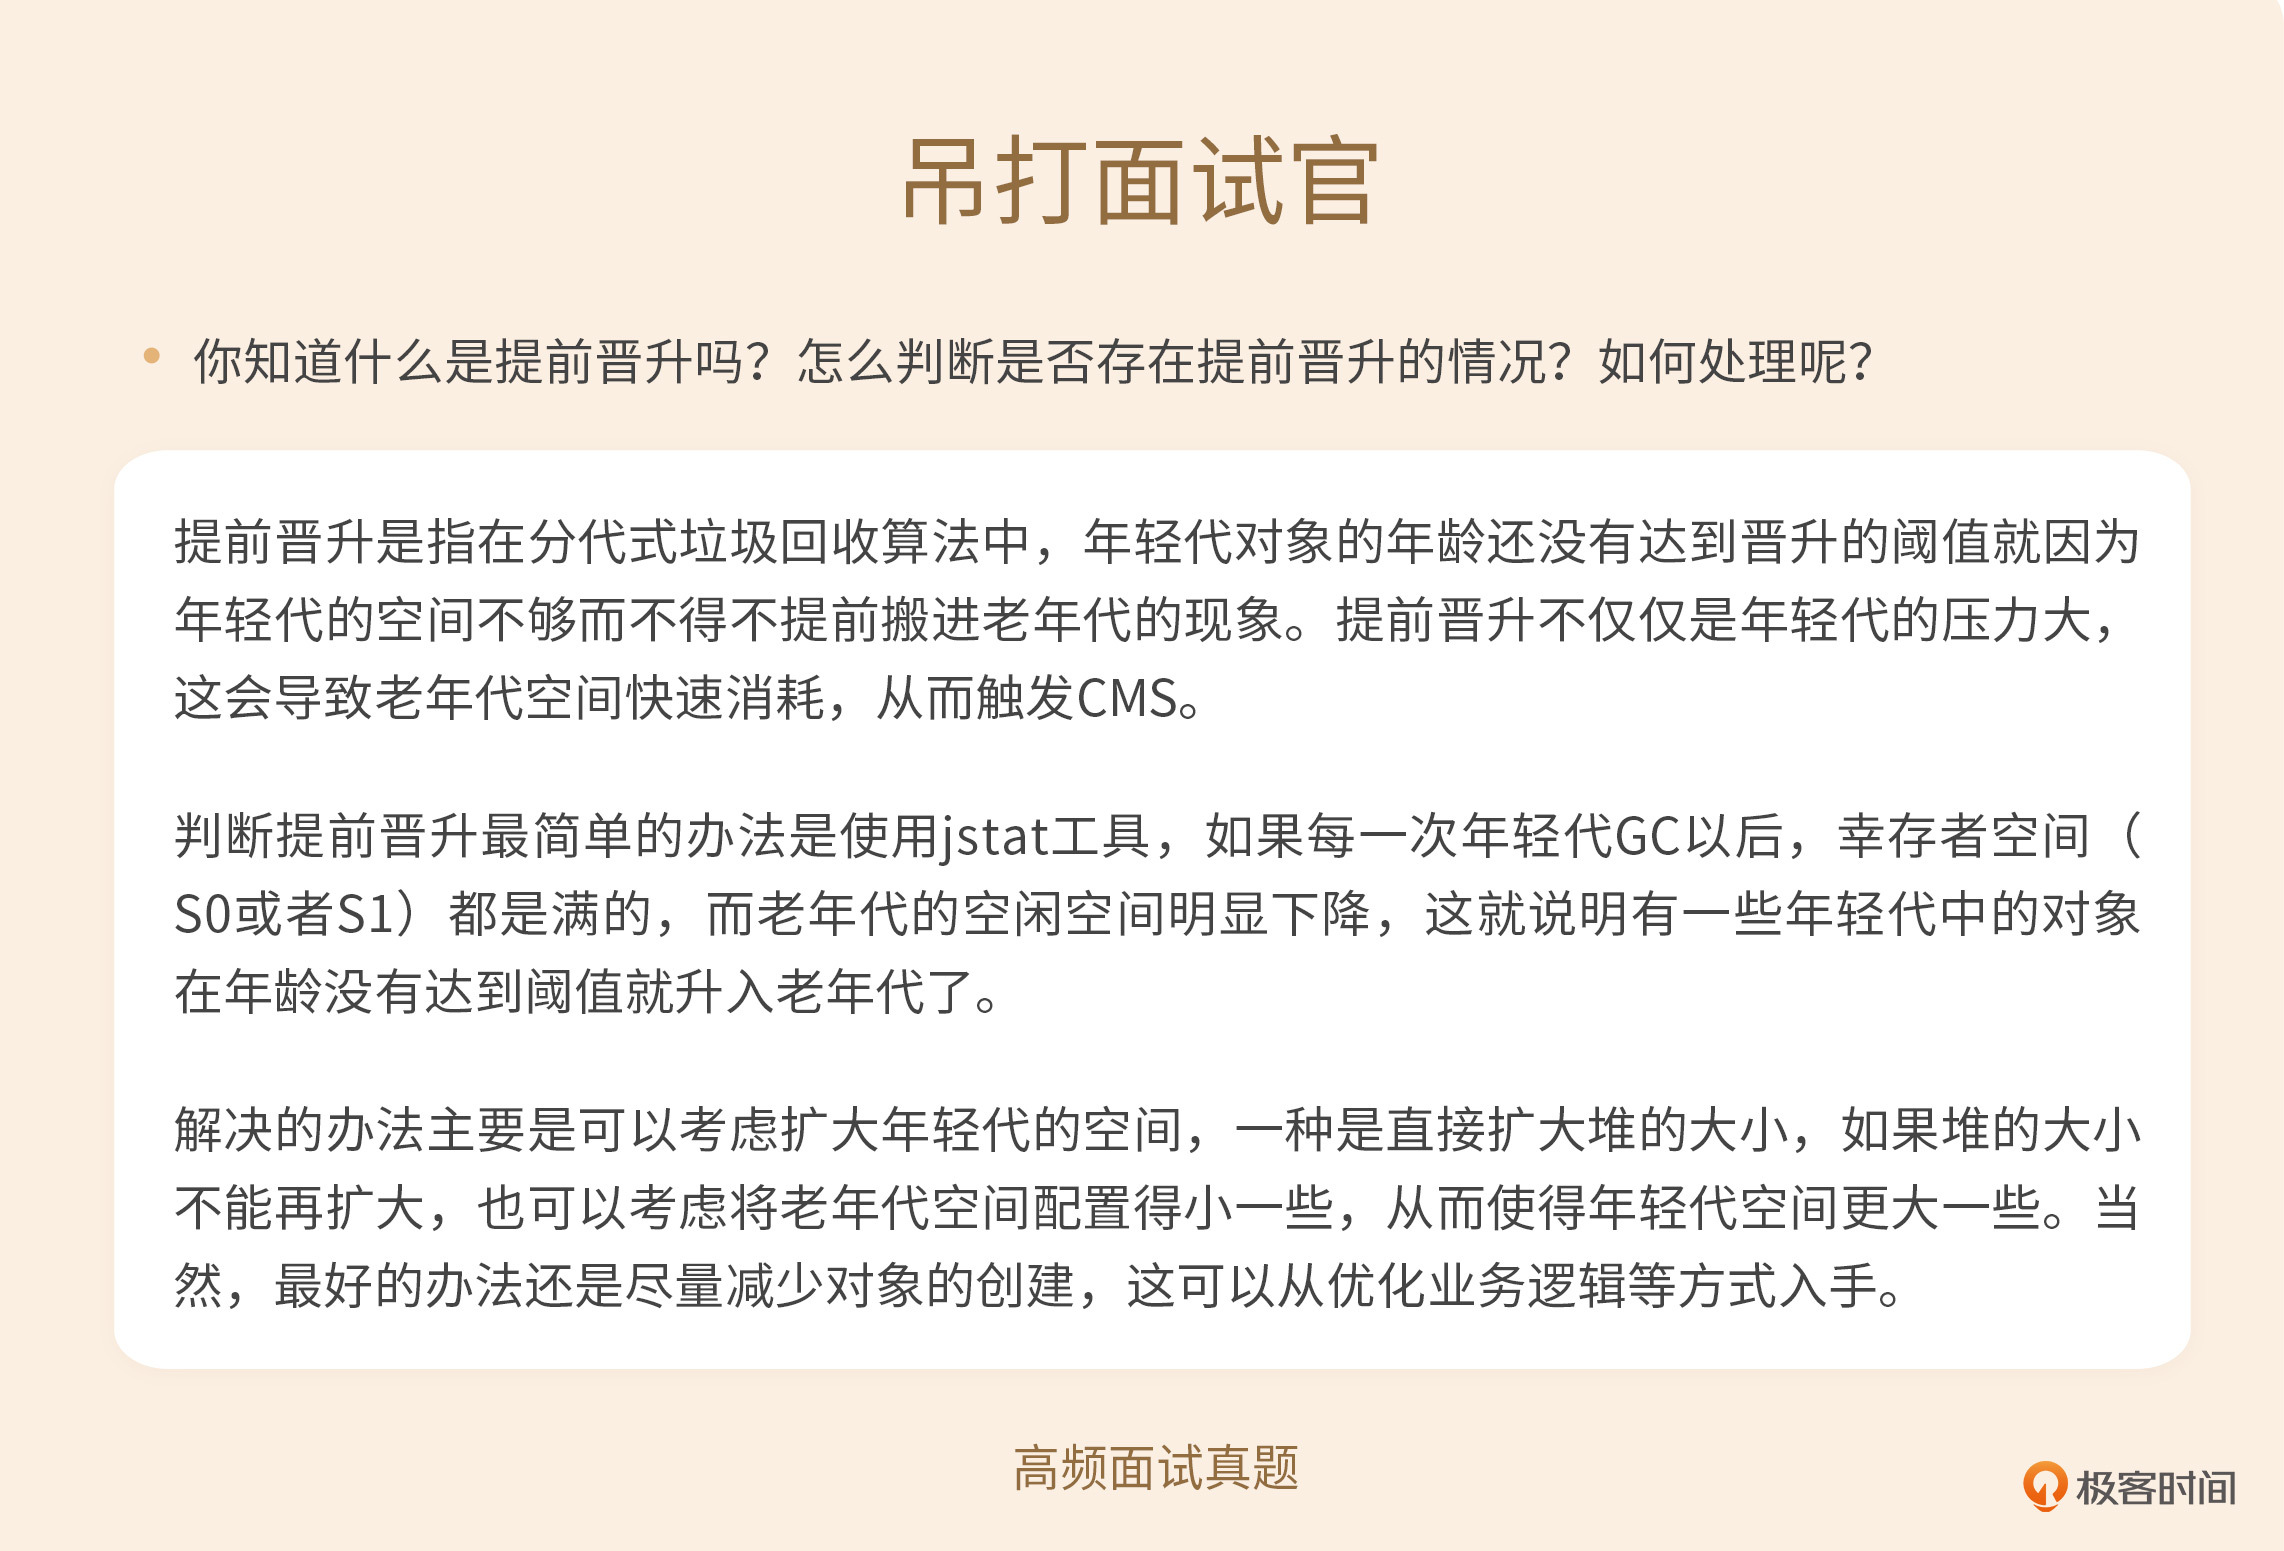 吊打面试官
你知道什么是提前晋升吗？怎么判断是否存在提前晋升的情况？如何处理呢？
提前晋升是指在分代式垃圾回收算法中，年轻代对象的年龄还没有达到晋升的阈值就因为
年轻代的空间不够而不得不提前搬进老年代的现象。提前晋升不仅仅是年轻代的压力大，
这会导致老年代空间快速消耗，从而触发CMS。
判断提前晋升最简单的办法是使用jstat工具，如果每一次年轻代GC以后，幸存者空间（
S0或者S1）都是满的，而老年代的空闲空间明显下降，这就说明有一些年轻代中的对象
在年龄没有达到阈值就升入老年代了。
解决的办法主要是可以考虑扩大年轻代的空间，一种是直接扩大堆的大小，如果堆的大小
不能再扩大，也可以考虑将老年代空间配置得小一些，从而使得年轻代空间更大一些。当
然，最好的办法还是尽量减少对象的创建，这可以从优化业务逻辑等方式入手。
高频面试真题
极客时间